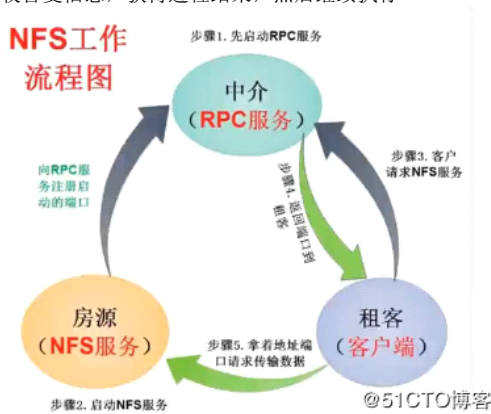 NFS工作
流程图
步骤1. 先启动RPC服务
中介
（RPC服务）
步骤3. 客户
请求NFS服务
向RPC服
务注册启
动的端口
步骤4. 返回端口到
租客
房源
（NFS服务）
租客
（客户端）
步骤5. 拿着地址端
口请求传输数据
步骤2. 启动NFS服务
@51CTO博客